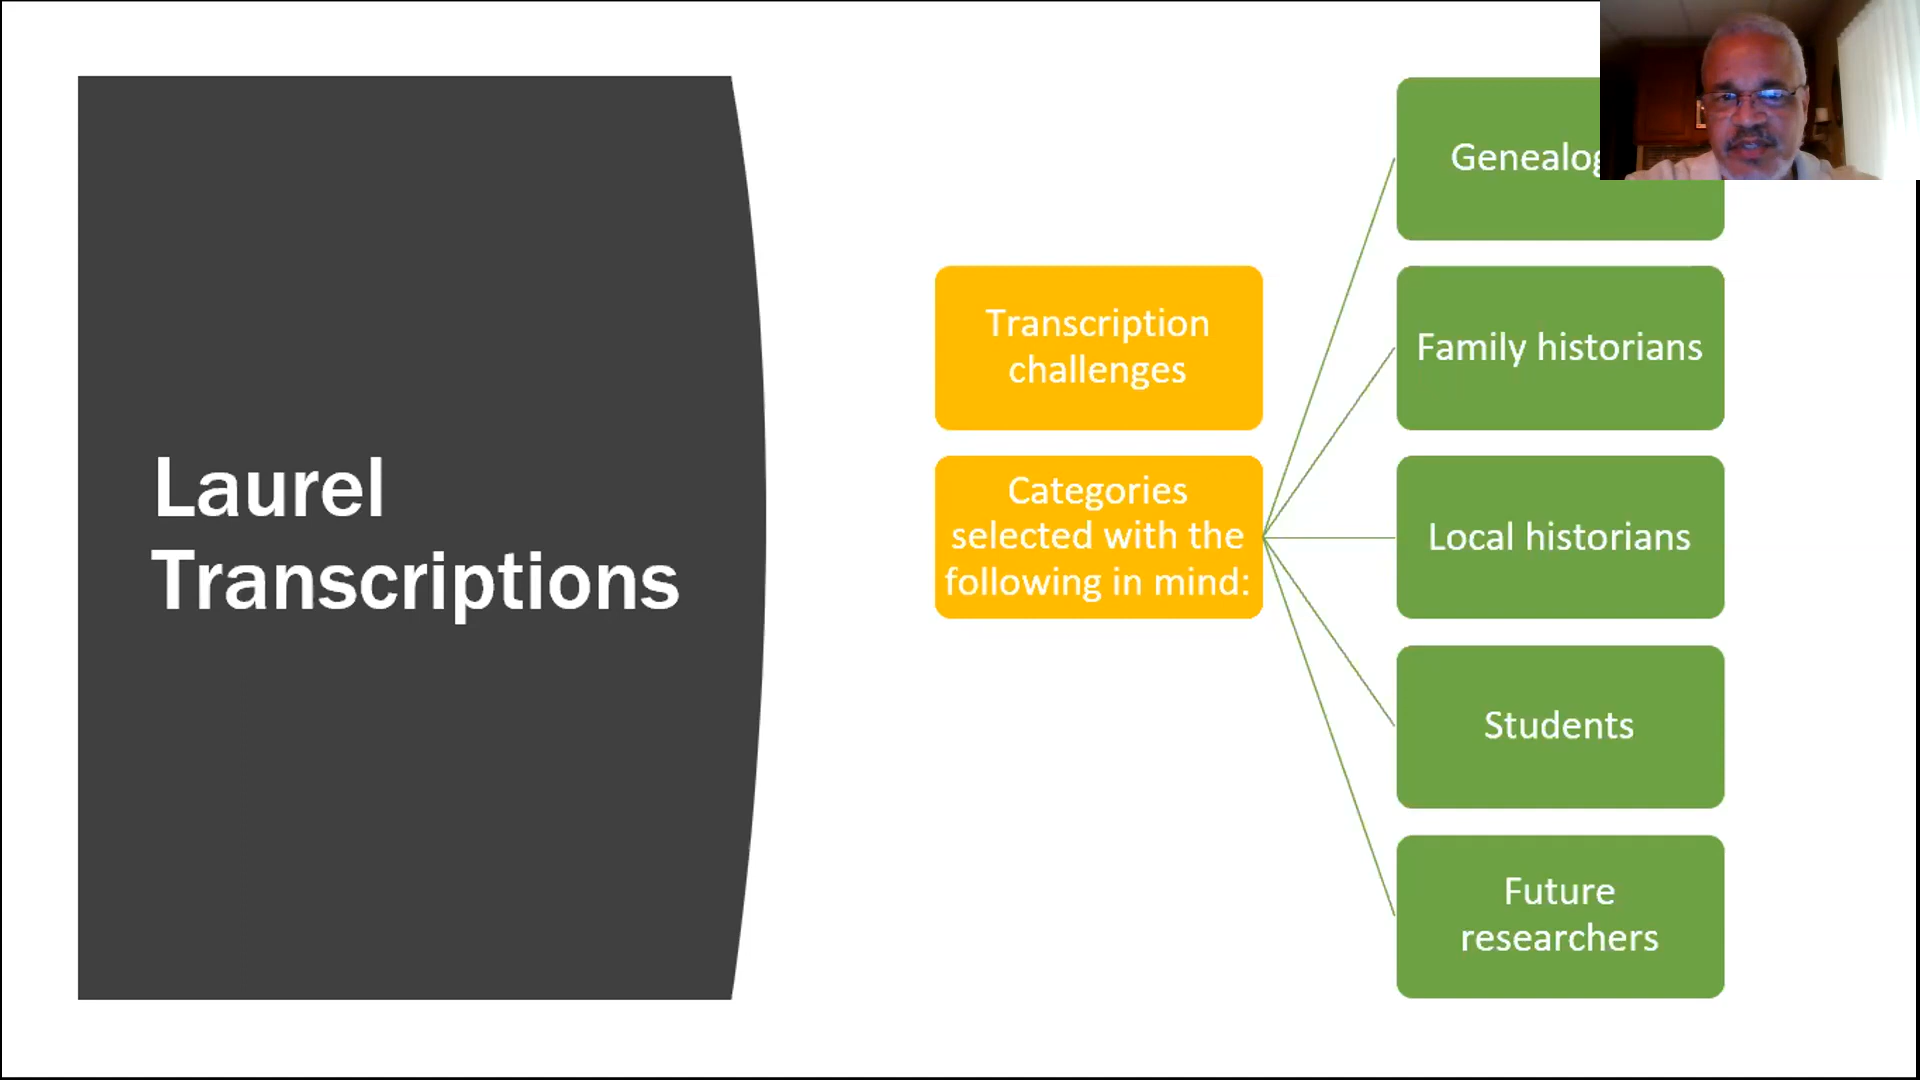 Laurel
Transcriptions
Transcription
challenges
Categories
selected with the
following in mind:
Family historians
Local historians
Students
Future
researchers